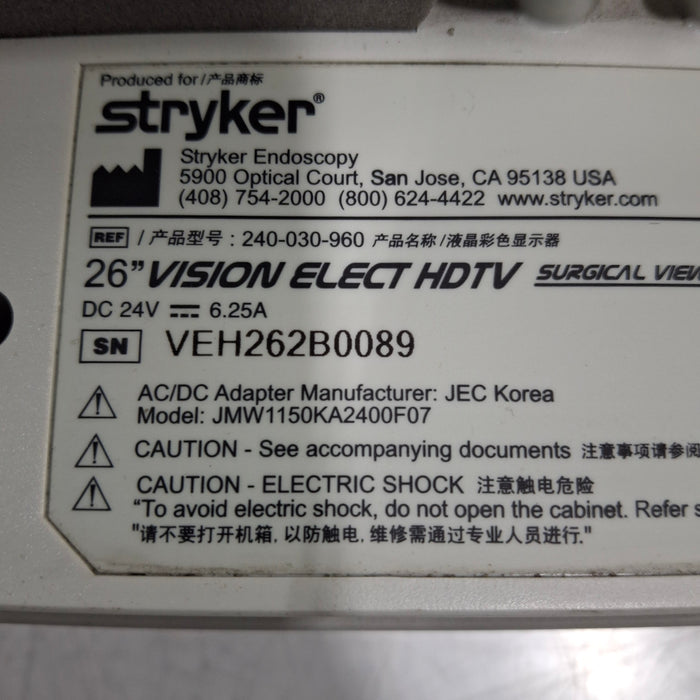 Produced for/产品商标
stryker®
Stryker Endoscopy
5900 Optical Court, San Jose, CA 95138 USA
(408) 754-2000 (800) 624-4422 www.stryker.com
REF / 产品型号 : 240-030-960 产品名称/液晶彩色显示器
26” VISION ELECT HDTV SURGICAL
DC 24V 6.25A
SN VEH262B0089
AC/DC Adapter Manufacturer: JEC Korea
Model: JMW1150KA2400F07
CAUTION - See accompanying documents 注意事项请参阅
CAUTION - ELECTRIC SHOCK 注意触电危险
“To avoid electric shock, do not open the cabinet. Refer
"请不要打开机箱, 以防触电, 维修需通过专业人员进行."